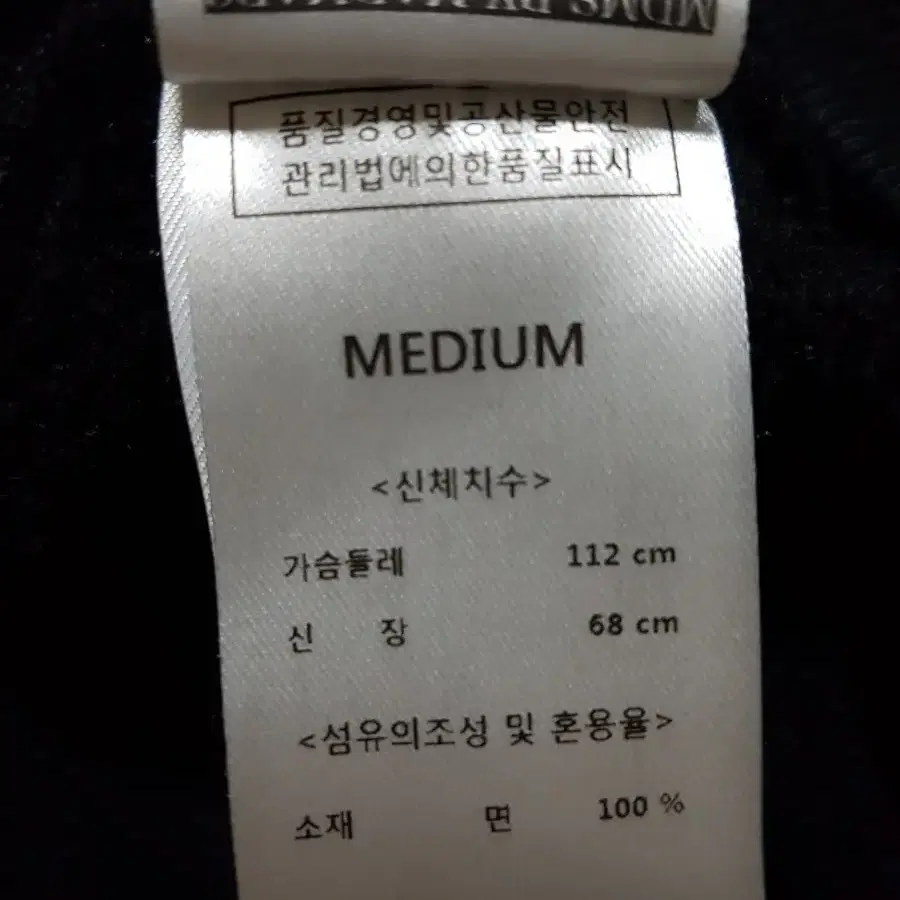 MDMS BY
품질경영및공산물안전
관리법에의한품질표시
MEDIUM
<신체치수>
가슴둘레 112 cm
신 장 68 cm
<섬유의조성 및 혼용율>
소재 면 100 %